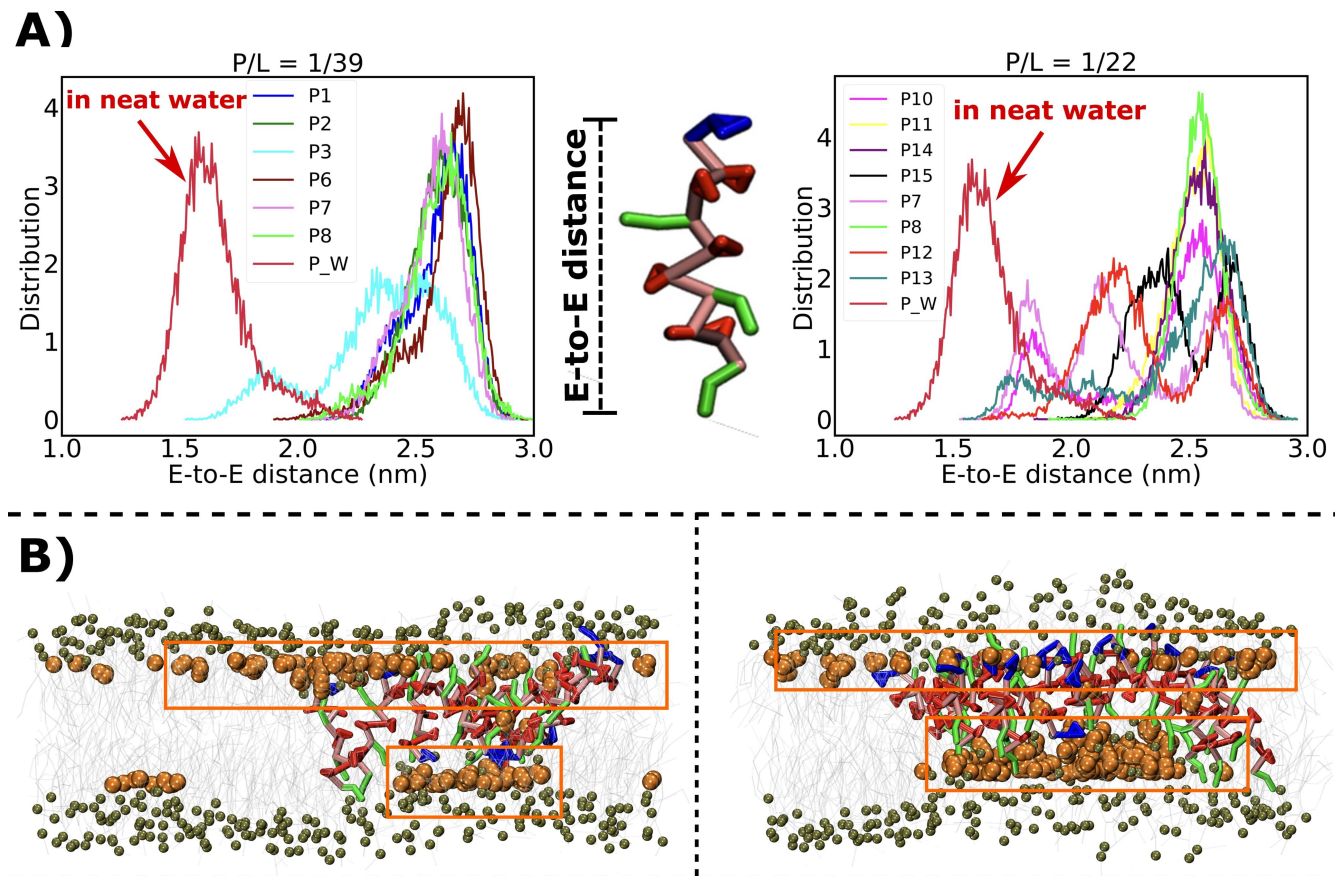 A)
P/L = 1/39
in neat water
P1
P2
P3
P6
P7
P8
P_W
Distribution
4
3
2
1
0
1.0 1.5 2.0 2.5 3.0
E-to-E distance (nm)
E-to-E distance
P/L = 1/22
P10
P11
P14
P15
P7
P8
P12
P13
P_W
in neat water
Distribution
4
3
2
1
0
1.0 1.5 2.0 2.5 3.0
E-to-E distance (nm)
B)